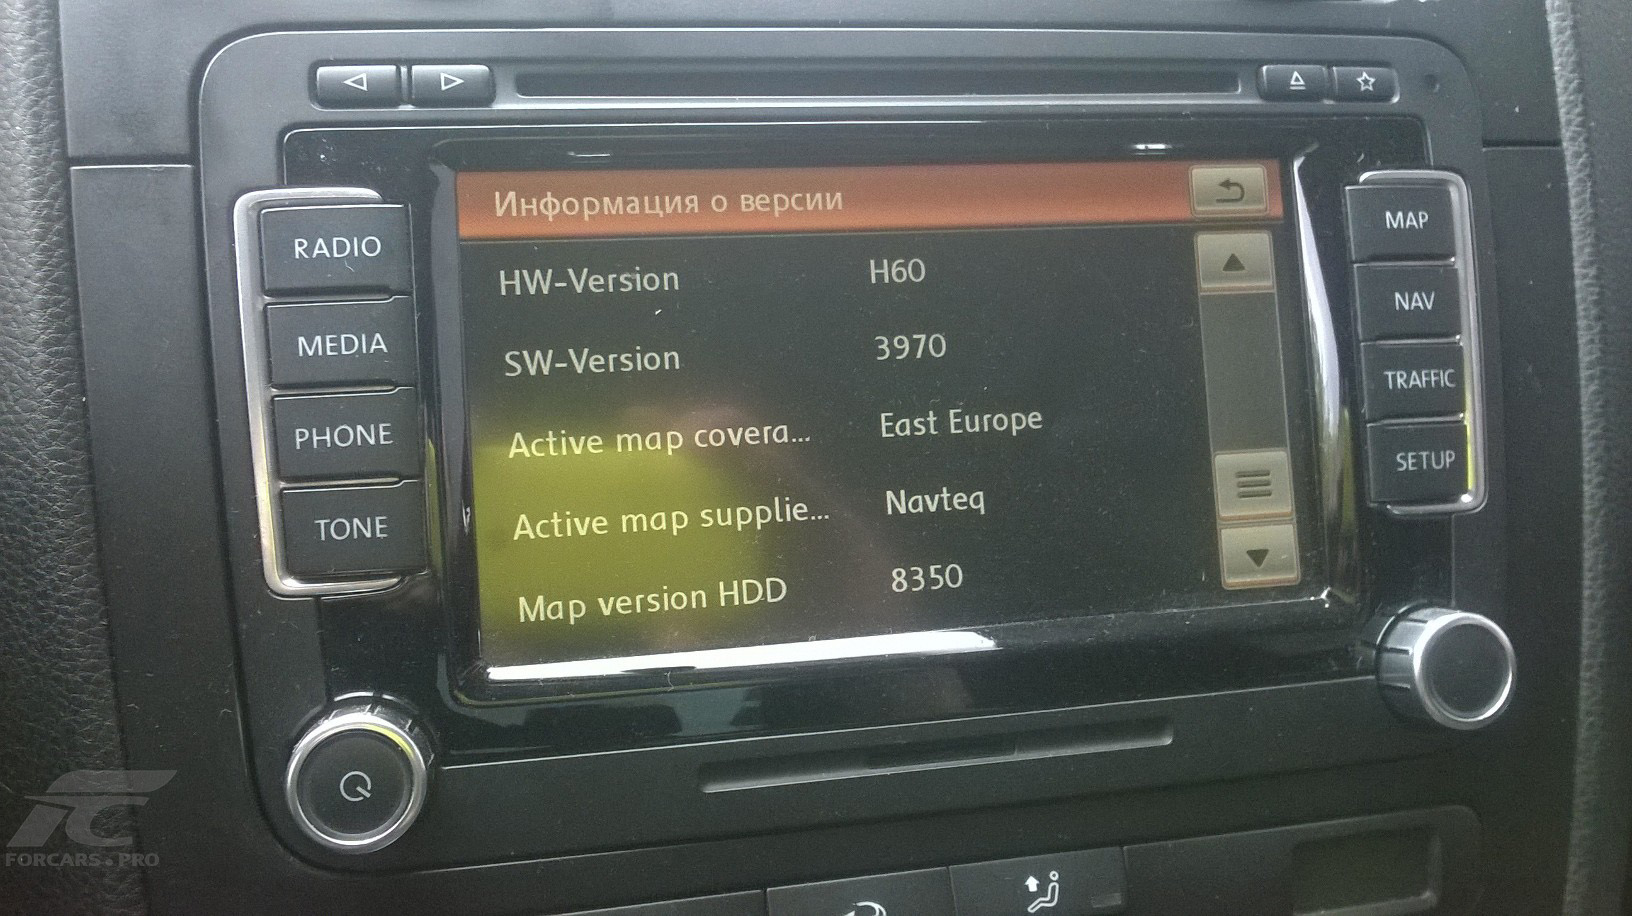 Информация о версии
HW-Version H60
SW-Version 3970
Active map covera... East Europe
Active map supplie... Navteq
Map version HDD 8350
RADIO
MEDIA
PHONE
TONE
MAP
NAV
TRAFFIC
SETUP
FORCARS.PRO